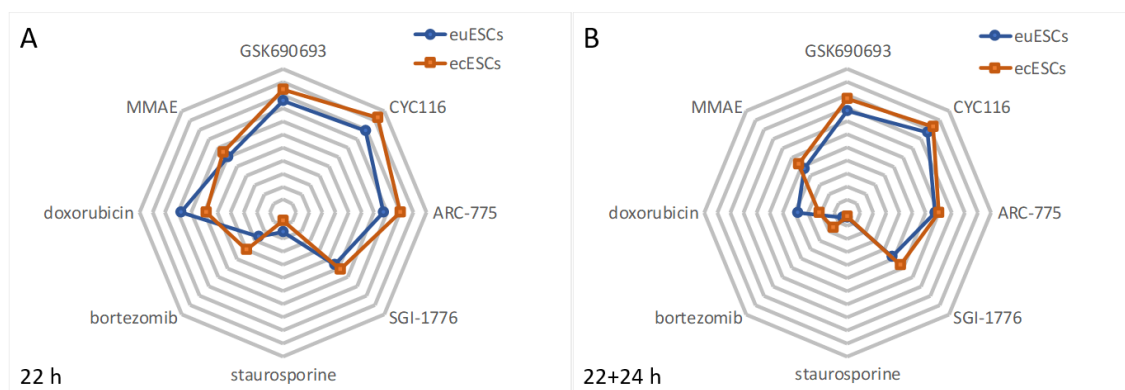 A
euESCs
ecESCs
GSK690693
MMAE
CYC116
doxorubicin
ARC-775
bortezomib
SGI-1776
staurosporine
22 h
B
euESCs
ecESCs
GSK690693
MMAE
CYC116
doxorubicin
ARC-775
bortezomib
SGI-1776
staurosporine
22+24 h